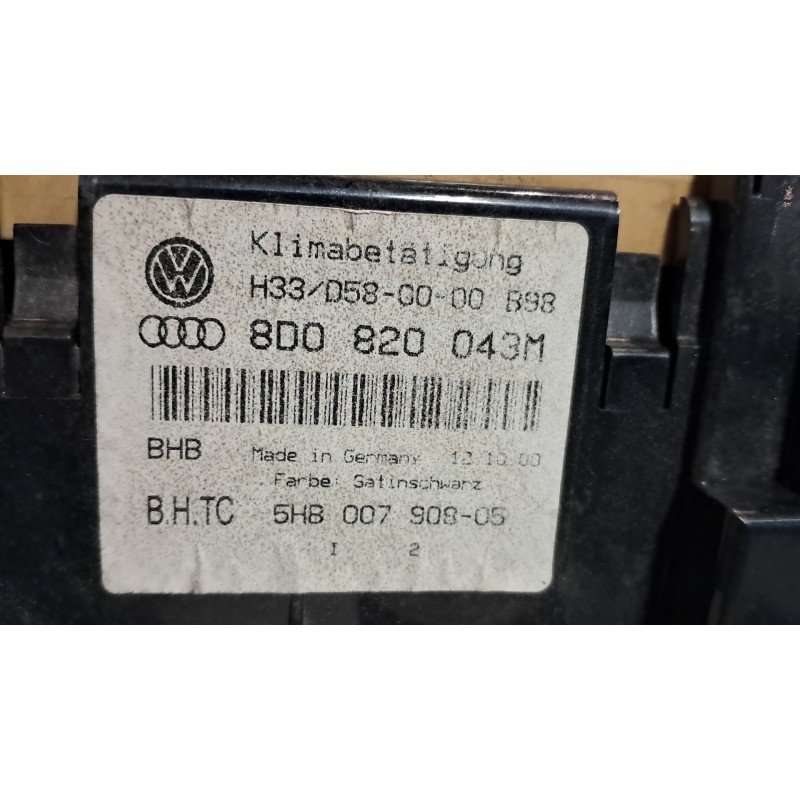 Klimabetätigung
H33/D58-00-00 B98
8D0 820 043M
BHB Made in Germany 12.10.00
Farbe: Satinschwarz
B.H.TC 5HB 007 908-05
I 2